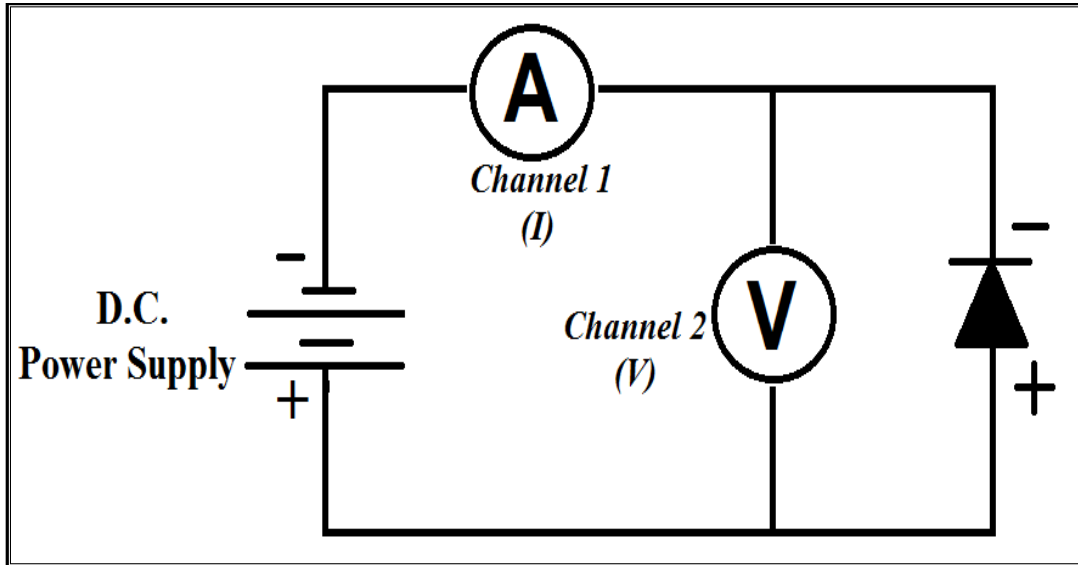 A
Channel 1
(I)
-
D.C.
Power Supply
+
Channel 2
(V)
V
-
+